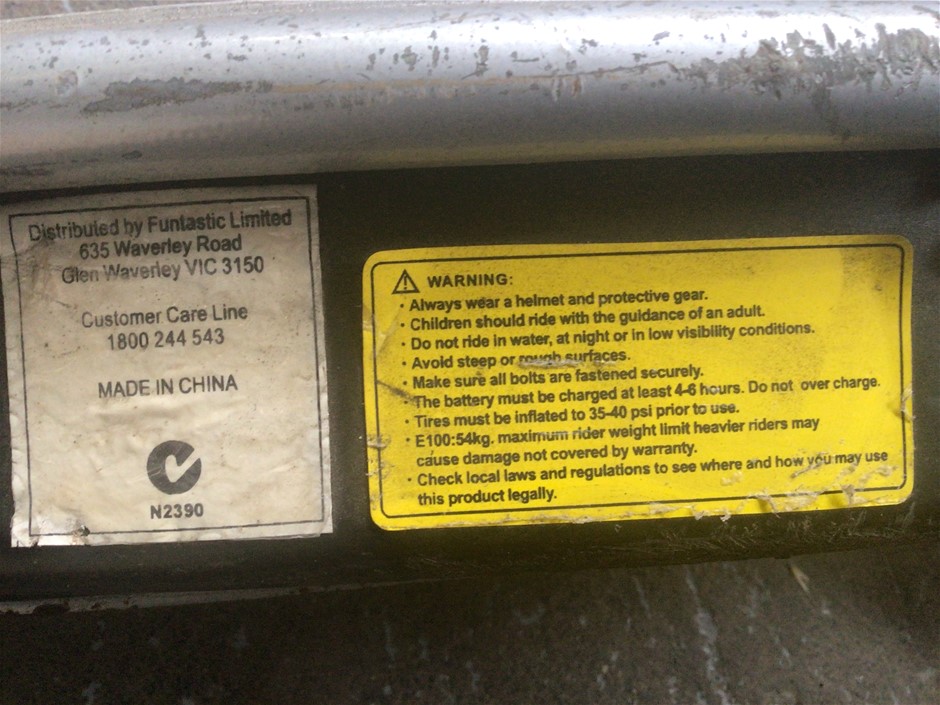 Distributed by Funtastic Limited
635 Waverley Road
Glen Waverley VIC 3150
Customer Care Line
1800 244 543
MADE IN CHINA
N2390
WARNING:
· Always wear a helmet and protective gear.
· Children should ride with the guidance of an adult.
· Do not ride in water, at night or in low visibility conditions.
· Avoid steep or rough surfaces.
· Make sure all bolts are fastened securely.
· The battery must be charged at least 4-6 hours. Do not over charge.
· Tires must be inflated to 35-40 psi prior to use.
· E100:54kg. maximum rider weight limit heavier riders may
cause damage not covered by warranty.
· Check local laws and regulations to see where and how you may use
this product legally.